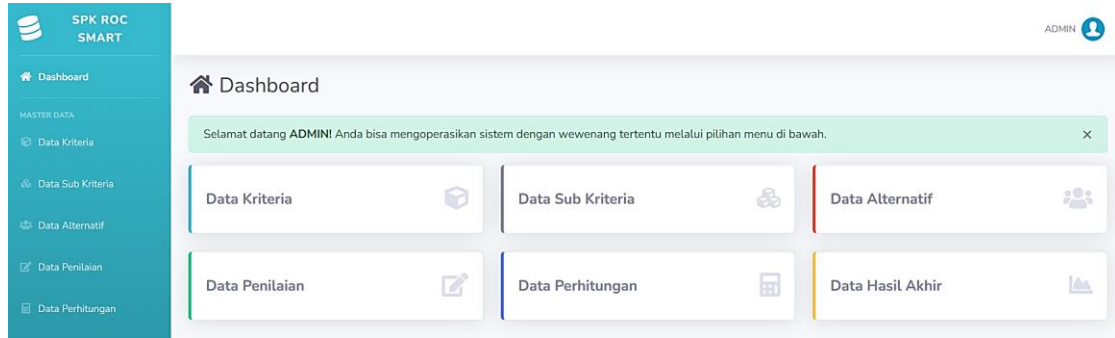 SPK ROC
SMART
ADMIN
Dashboard
Dashboard
MASTER DATA
Selamat datang ADMIN! Anda bisa mengoperasikan sistem dengan wewenang tertentu melalui pilihan menu di bawah.
×
Data Kriteria
Data Sub Kriteria
Data Alternatif
Data Penilaian
Data Perhitungan
Data Kriteria
Data Sub Kriteria
Data Alternatif
Data Penilaian
Data Perhitungan
Data Hasil Akhir